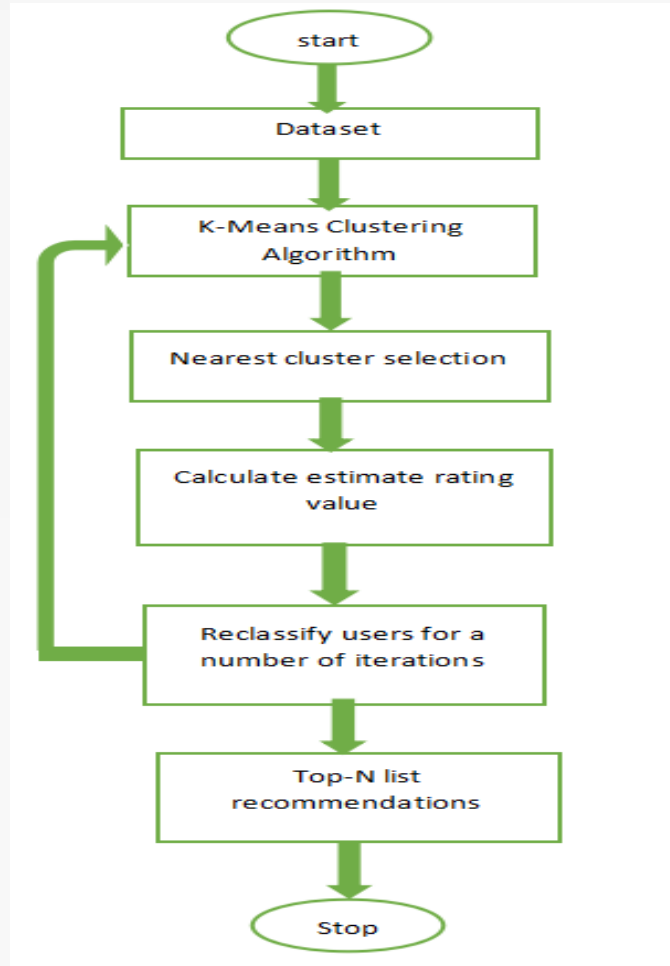 start
Dataset
K-Means Clustering
Algorithm
Nearest cluster selection
Calculate estimate rating
value
Reclassify users for a
number of iterations
Top-N list
recommendations
Stop